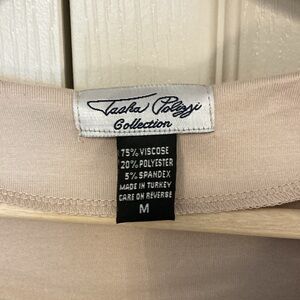 Tasha Polizzi
Collection
75% VISCOSE
20% POLYESTER
5% SPANDEX
MADE IN TURKEY
CARE ON REVERSE
M